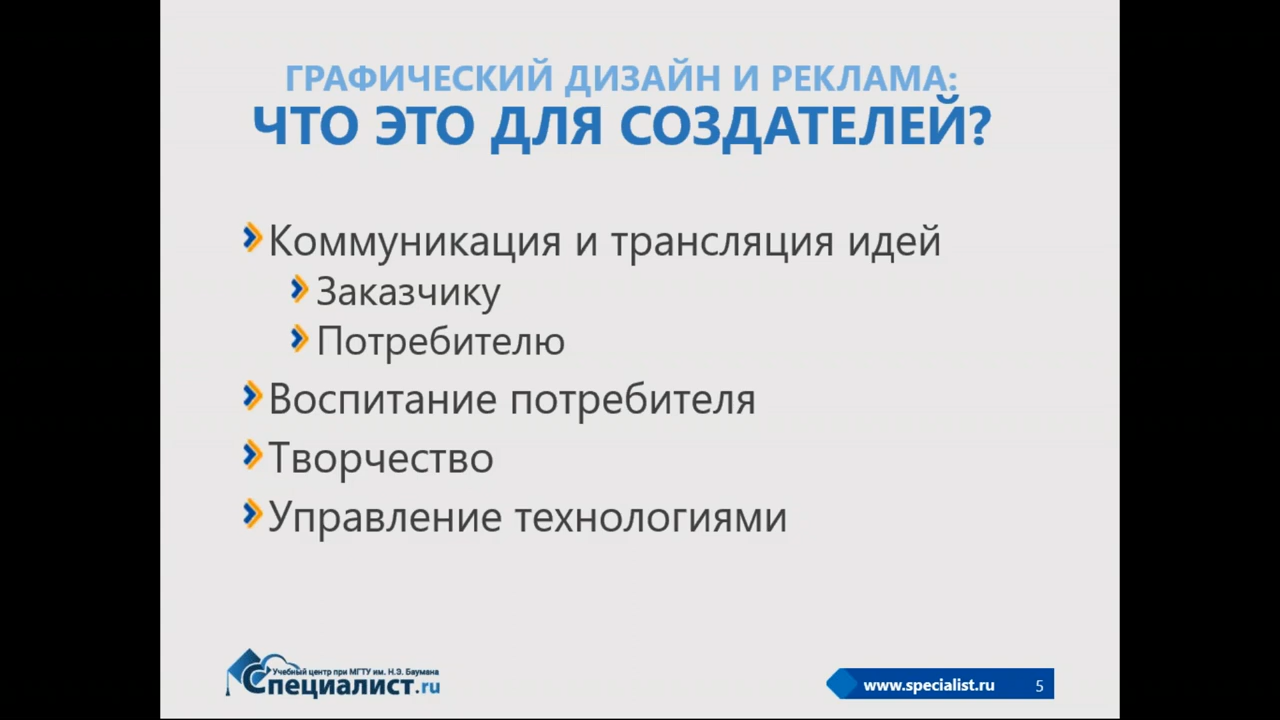 ГРАФИЧЕСКИЙ ДИЗАЙН И РЕКЛАМА:
ЧТО ЭТО ДЛЯ СОЗДАТЕЛЕЙ?
Коммуникация и трансляция идей
Заказчику
Потребителю
Воспитание потребителя
Творчество
Управление технологиями
Учебный центр при МГТУ им. Н.Э. Баумана
Специалист.ru
www.specialist.ru 5